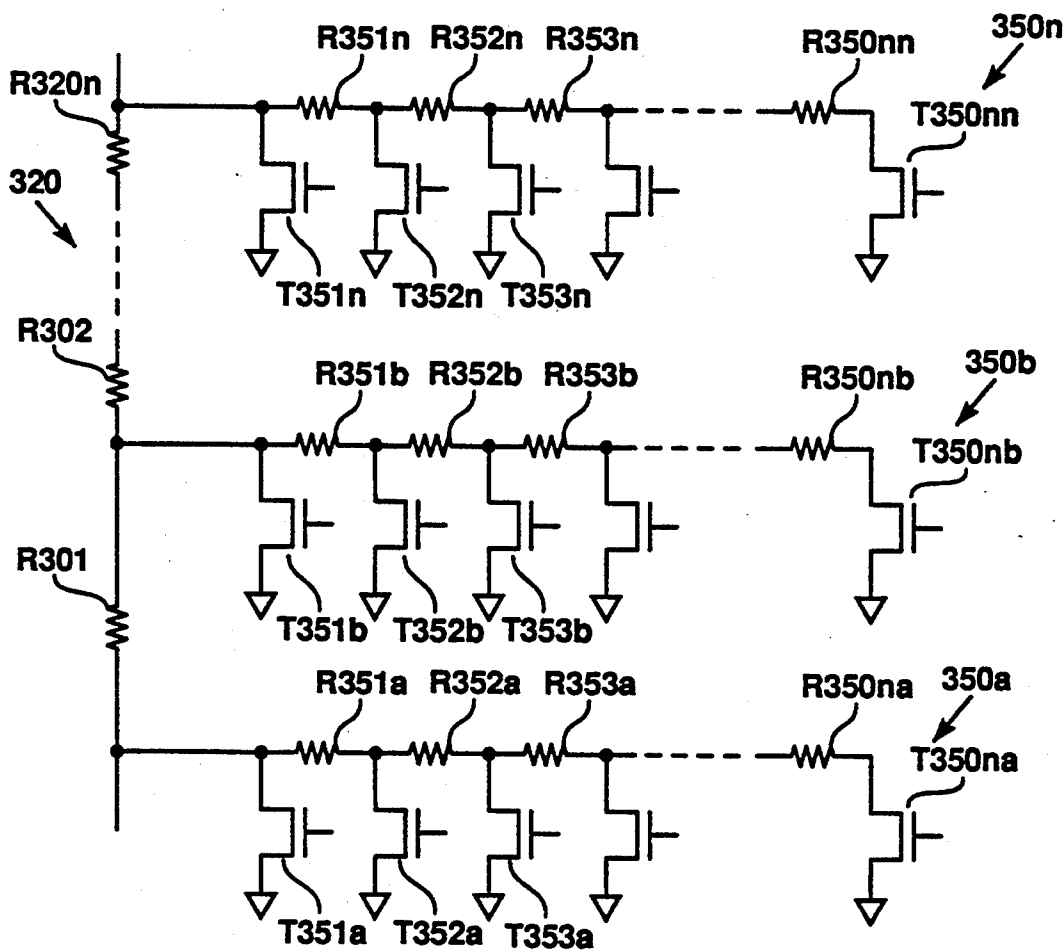 R351n R352n R353n R350nn 350n
R320n
T350nn
320
T351n T352n T353n
R302
R351b R352b R353b R350nb 350b
T350nb
R301
T351b T352b T353b
R351a R352a R353a R350na 350a
T350na
T351a T352a T353a